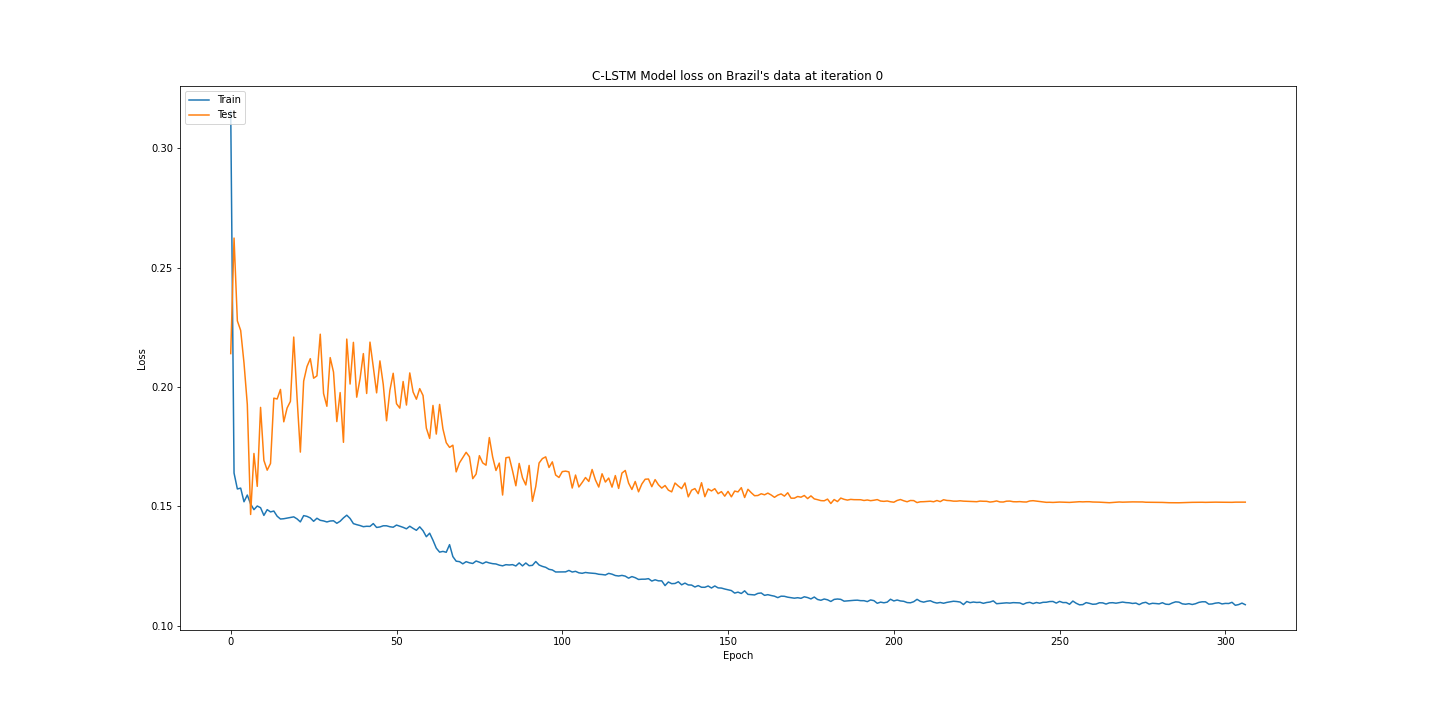 C-LSTM Model loss on Brazil's data at iteration 0
Train
Test
0.30
0.25
0.20
0.15
0.10
Loss
0 50 100 150 200 250 300
Epoch